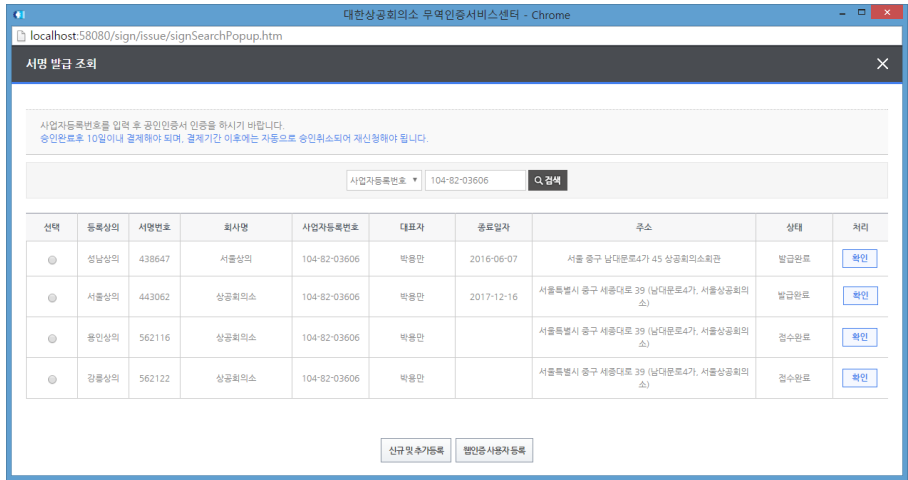 대한상공회의소 무역인증서비스센터 - Chrome
localhost:58080/sign/issue/signSearchPopup.htm
서명 발급 조회
사업자등록번호를 입력 후 공인인증서 인증을 하시기 바랍니다.
승인완료후 10일이내 결제해야 되며, 결제기간 이후에는 자동으로 승인취소되어 재신청해야 됩니다.
사업자등록번호 104-82-03606 검색
선택 등록상의 서명번호 회사명 사업자등록번호 대표자 종료일자 주소 상태 처리
성남상의 438647 서울상의 104-82-03606 박용만 2016-06-07 서울 중구 남대문로4가 45 상공회의소회관 발급완료 확인
서울상의 443062 상공회의소 104-82-03606 박용만 2017-12-16 서울특별시 중구 세종대로 39 (남대문로4가, 서울상공회의
소) 발급완료 확인
용인상의 562116 상공회의소 104-82-03606 박용만 서울특별시 중구 세종대로 39 (남대문로4가, 서울상공회의
소) 접수완료 확인
강릉상의 562122 상공회의소 104-82-03606 박용만 서울특별시 중구 세종대로 39 (남대문로4가, 서울상공회의
소) 접수완료 확인
신규 및 추가등록 웹인증 사용자 등록